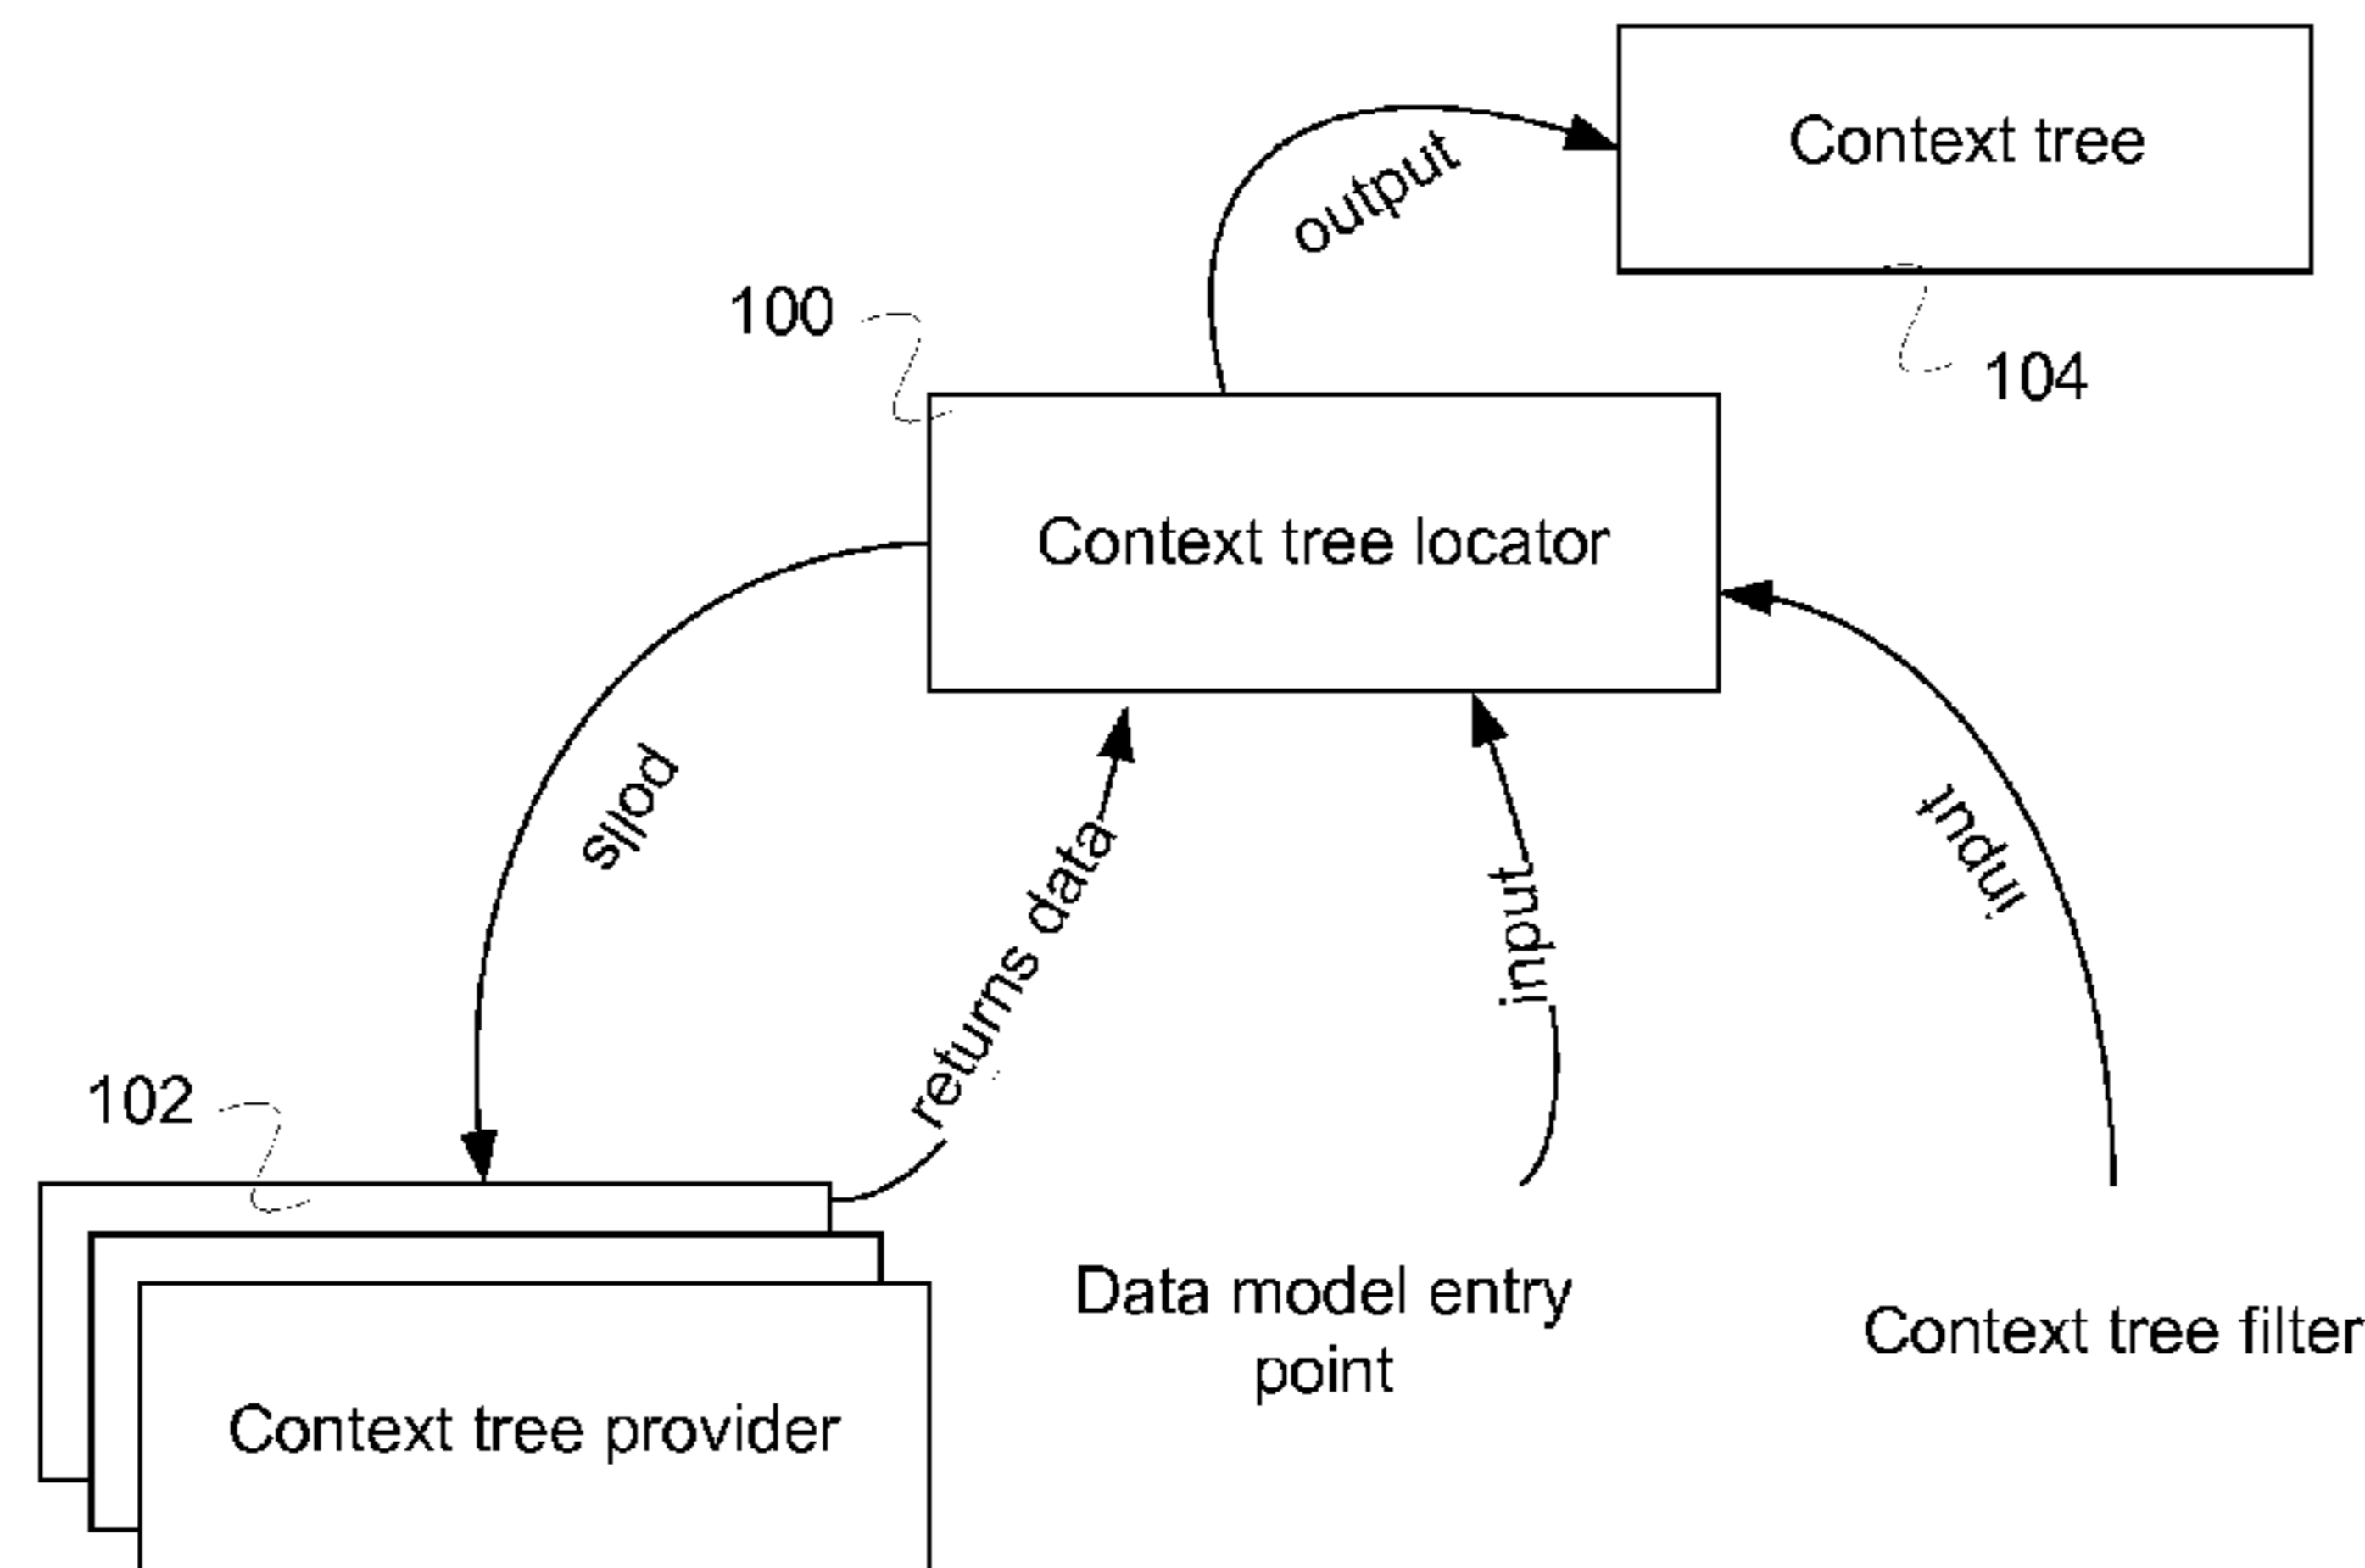 Context tree
output
100
104
Context tree locator
polls
returns data
input
input
102
Data model entry
point
Context tree filter
Context tree provider